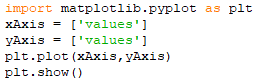 import matplotlib.pyplot as plt
xAxis = ['values']
yAxis = ['values']
plt.plot(xAxis,yAxis)
plt.show()